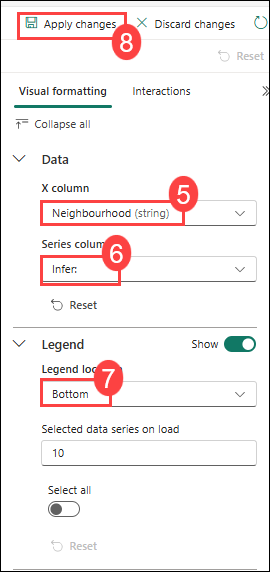 Apply changes Discard changes
8
Reset
Visual formatting Interactions
Collapse all
Data
X column
5
Neighbourhood (string)
Series colum
6
Infer:
Reset
Legend Show
Legend loc
7
Bottom
Selected data series on load
10
Select all
Reset